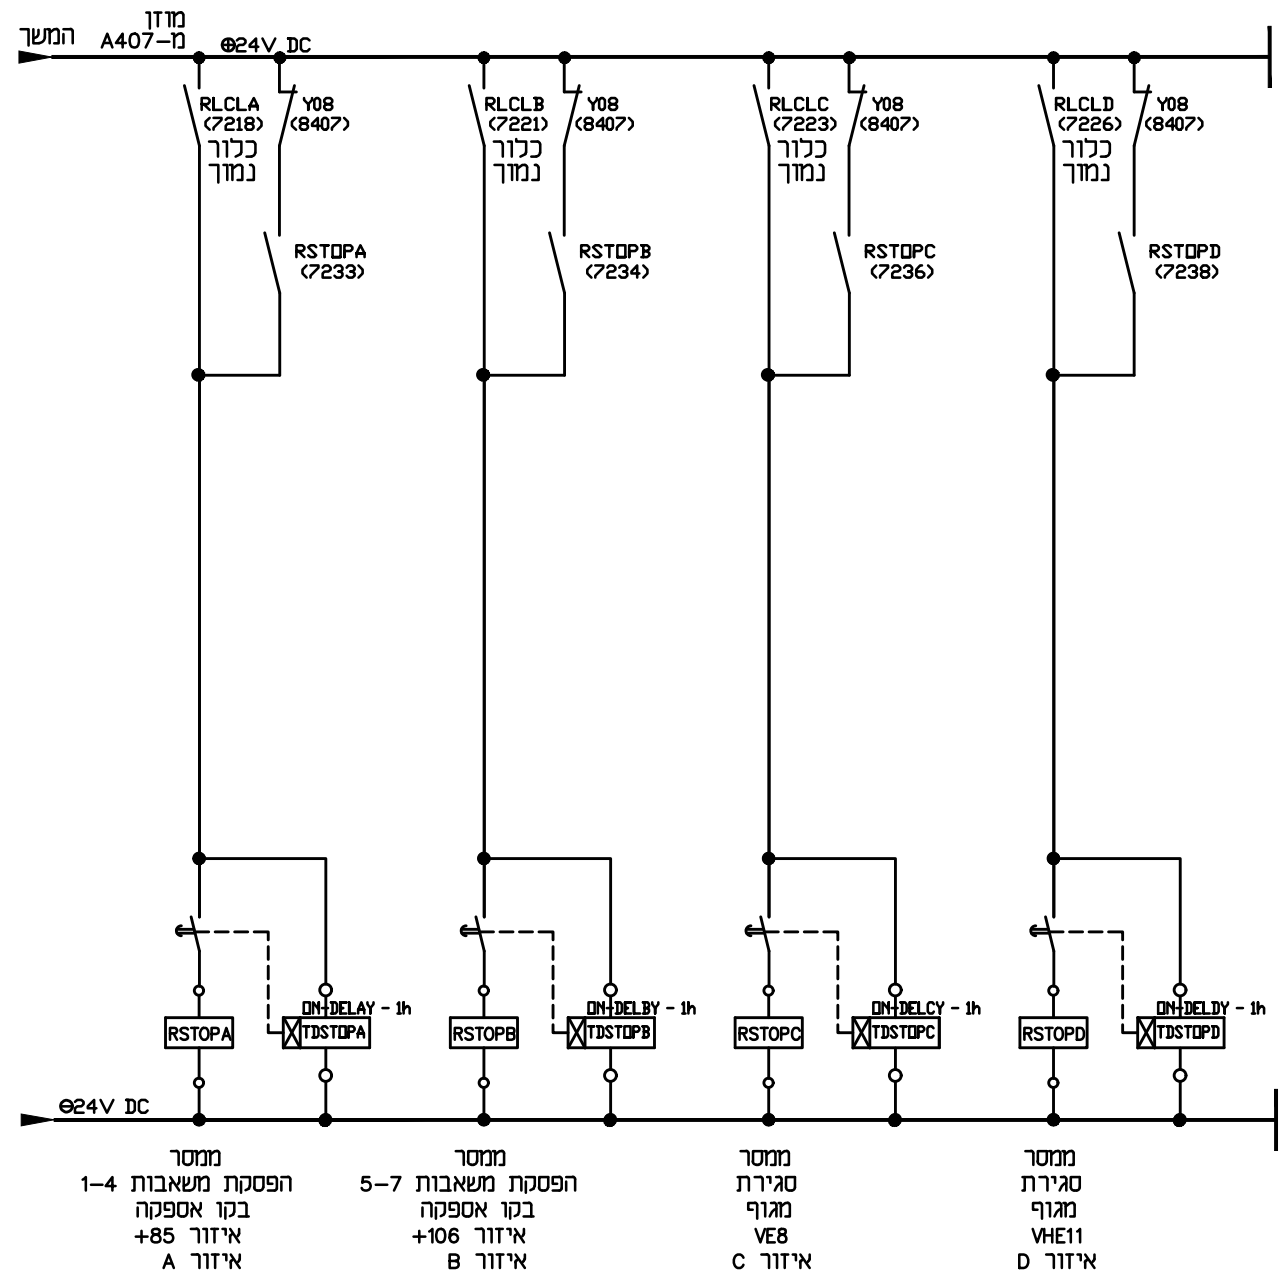 המשך
מוזן
מ-A407
⊕24V DC
RLCLA
(7218)
כלור
נמוך
Y08
(8407)
RLCLB
(7221)
כלור
נמוך
Y08
(8407)
RLCLC
(7223)
כלור
נמוך
Y08
(8407)
RLCLD
(7226)
כלור
נמוך
Y08
(8407)
RSTOPA
(7233)
RSTOPB
(7234)
RSTOPC
(7236)
RSTOPD
(7238)
ON-DELAY - 1h
RSTOPA
TDSTOPA
ON-DELBY - 1h
RSTOPB
TDSTOPB
ON-DELCY - 1h
RSTOPC
TDSTOPC
ON-DELDY - 1h
RSTOPD
TDSTOPD
⊖24V DC
ממסר
הפסקת משאבות 1-4
בקו אספקה
איזור +85
איזור A
ממסר
הפסקת משאבות 5-7
בקו אספקה
איזור +106
איזור B
ממסר
סגירת
מגוף
VE8
איזור C
ממסר
סגירת
מגוף
VHE11
איזור D